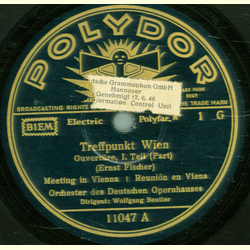 POLYDOR
Deutsche Grammophon GmbH
Hannover
Genehmigt 17. 6. 46
Information Control Unit
BROADCASTING RIGHTS
TRADE MARK
BIEM Electric Polyfar R 1 G
Treffpunkt Wien
Ouvertüre, I. Teil (Part)
(Ernst Fischer)
Meeting in Vienna : Reunión en Viena
Orchester des Deutschen Opernhauses
Dirigent: Wolfgang Beutler
11047 A